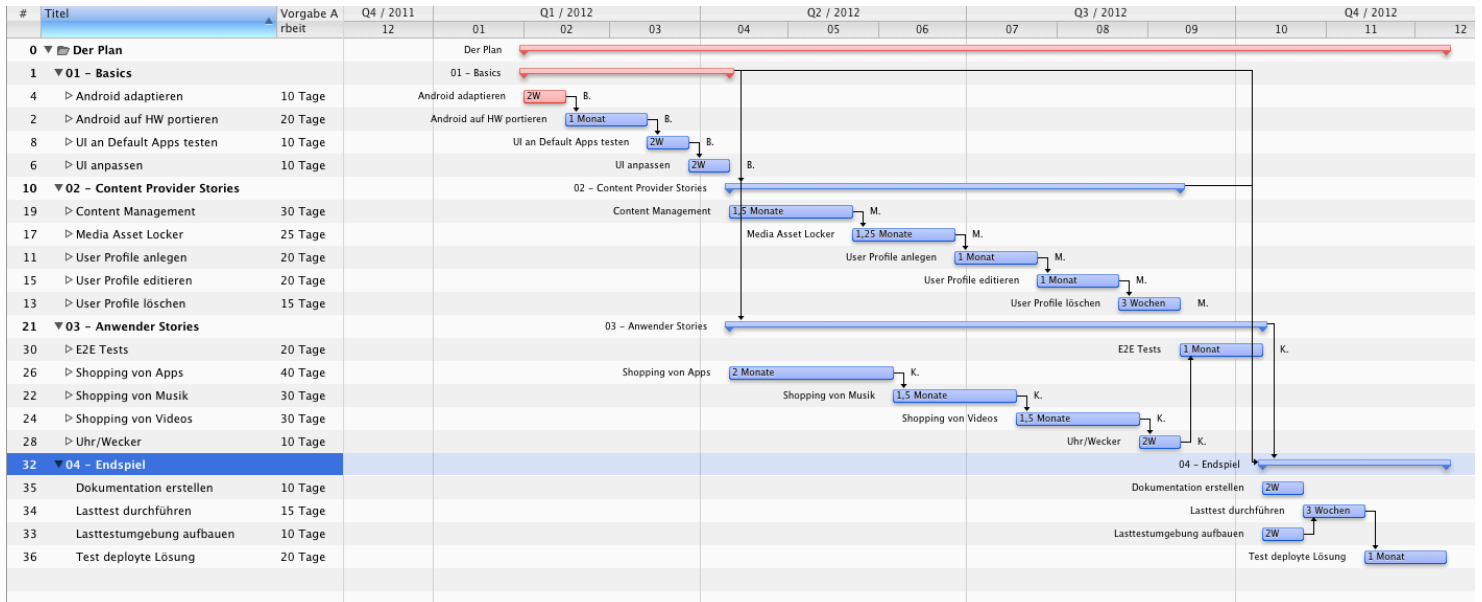 # Titel Vorgabe A Q4 / 2011 Q1 / 2012 Q2 / 2012 Q3 / 2012 Q4 / 2012
rbeit 12 01 02 03 04 05 06 07 08 09 10 11 12
0 Der Plan Der Plan
1 01 - Basics 01 - Basics
4 Android adaptieren 10 Tage Android adaptieren 2W B.
2 Android auf HW portieren 20 Tage Android auf HW portieren 1 Monat B.
8 UI an Default Apps testen 10 Tage UI an Default Apps testen 2W B.
6 UI anpassen 10 Tage UI anpassen 2W B.
10 02 - Content Provider Stories 02 - Content Provider Stories
19 Content Management 30 Tage Content Management 1,5 Monate M.
17 Media Asset Locker 25 Tage Media Asset Locker 1,25 Monate M.
11 User Profile anlegen 20 Tage User Profile anlegen 1 Monat M.
15 User Profile editieren 20 Tage User Profile editieren 1 Monat M.
13 User Profile löschen 15 Tage User Profile löschen 3 Wochen M.
21 03 - Anwender Stories 03 - Anwender Stories
30 E2E Tests 20 Tage E2E Tests 1 Monat K.
26 Shopping von Apps 40 Tage Shopping von Apps 2 Monate K.
22 Shopping von Musik 30 Tage Shopping von Musik 1,5 Monate K.
24 Shopping von Videos 30 Tage Shopping von Videos 1,5 Monate K.
28 Uhr/Wecker 10 Tage Uhr/Wecker 2W K.
32 04 - Endspiel 04 - Endspiel
35 Dokumentation erstellen 10 Tage Dokumentation erstellen 2W
34 Lasttest durchführen 15 Tage Lasttest durchführen 3 Wochen
33 Lasttestumgebung aufbauen 10 Tage Lasttestumgebung aufbauen 2W
36 Test deployte Lösung 20 Tage Test deployte Lösung 1 Monat